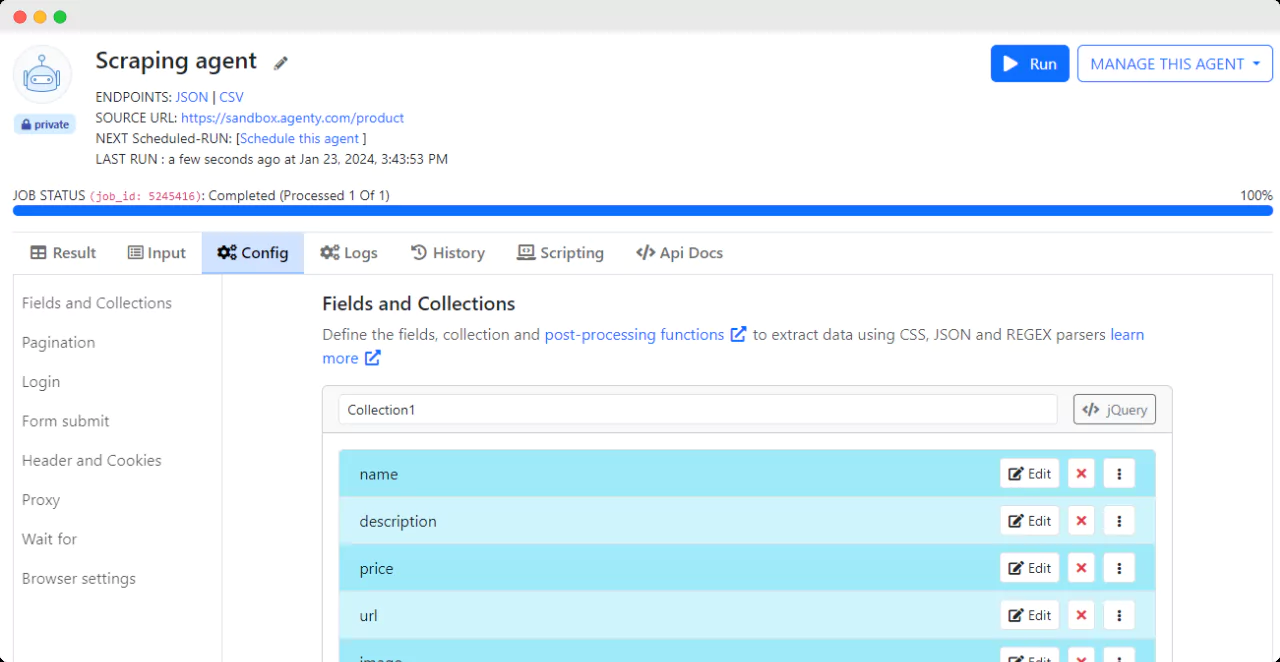 Scraping agent
Run
MANAGE THIS AGENT
ENDPOINTS: JSON | CSV
private
SOURCE URL: https://sandbox.agenty.com/product
NEXT Scheduled-RUN: [Schedule this agent ]
LAST RUN : a few seconds ago at Jan 23, 2024, 3:43:53 PM
JOB STATUS (job_id: 5245416): Completed (Processed 1 Of 1)
100%
Result Input Config Logs History Scripting </> Api Docs
Fields and Collections
Pagination
Login
Form submit
Header and Cookies
Proxy
Wait for
Browser settings
Fields and Collections
Define the fields, collection and post-processing functions to extract data using CSS, JSON and REGEX parsers learn
more
Collection1
</> jQuery
name Edit
description Edit
price Edit
url Edit
image Edit